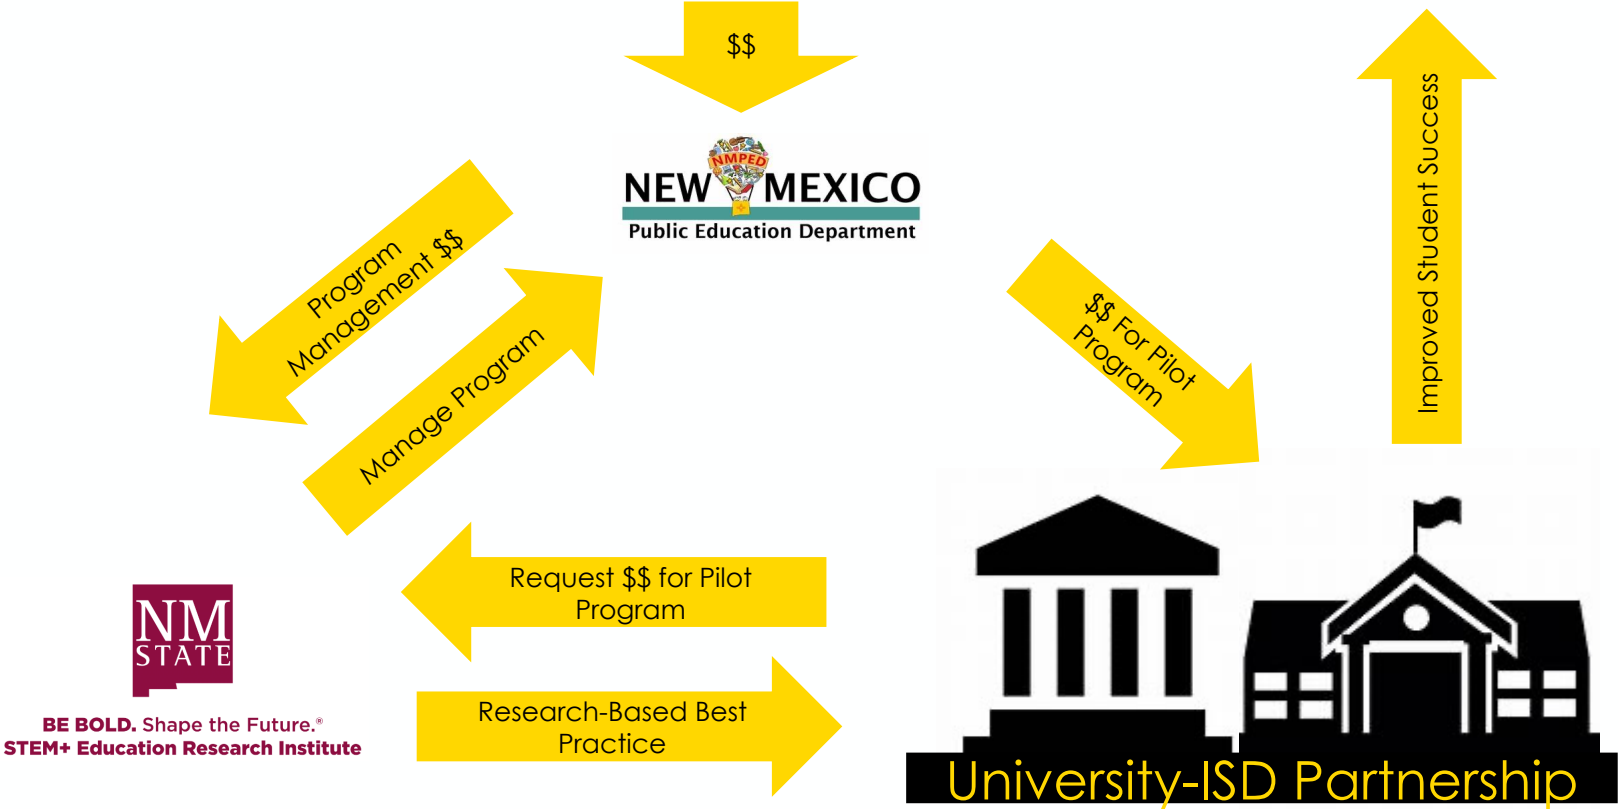 $$
NMPED
NEW MEXICO
Public Education Department
Improved Student Success
Program
Management $$
Manage Program
$$ For Pilot
Program
Request $$ for Pilot
Program
NM
STATE
BE BOLD. Shape the Future.®
STEM+ Education Research Institute
Research-Based Best
Practice
University-ISD Partnership